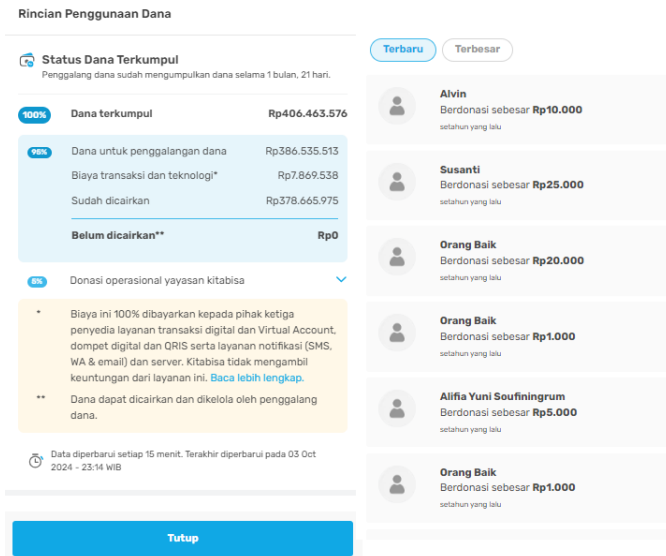 Rincian Penggunaan Dana
Status Dana Terkumpul
Penggalang dana sudah mengumpulkan dana selama 1 bulan, 21 hari.
100% Dana terkumpul Rp406.463.576
95% Dana untuk penggalangan dana Rp386.535.513
Biaya transaksi dan teknologi* Rp7.869.538
Sudah dicairkan Rp378.665.975
Belum dicairkan** Rp0
5% Donasi operasional yayasan kitabisa
* Biaya ini 100% dibayarkan kepada pihak ketiga
penyedia layanan transaksi digital dan Virtual Account,
dompet digital dan QRIS serta layanan notifikasi (SMS,
WA & email) dan server. Kitabisa tidak mengambil
keuntungan dari layanan ini. Baca lebih lengkap.
** Dana dapat dicairkan dan dikelola oleh penggalang
dana.
Data diperbarui setiap 15 menit. Terakhir diperbarui pada 03 Oct
2024 - 23:14 WIB
Tutup
Terbaru Terbesar
Alvin
Berdonasi sebesar Rp10.000
setahun yang lalu
Susanti
Berdonasi sebesar Rp25.000
setahun yang lalu
Orang Baik
Berdonasi sebesar Rp20.000
setahun yang lalu
Orang Baik
Berdonasi sebesar Rp1.000
setahun yang lalu
Alifia Yuni Soufiningrum
Berdonasi sebesar Rp5.000
setahun yang lalu
Orang Baik
Berdonasi sebesar Rp1.000
setahun yang lalu